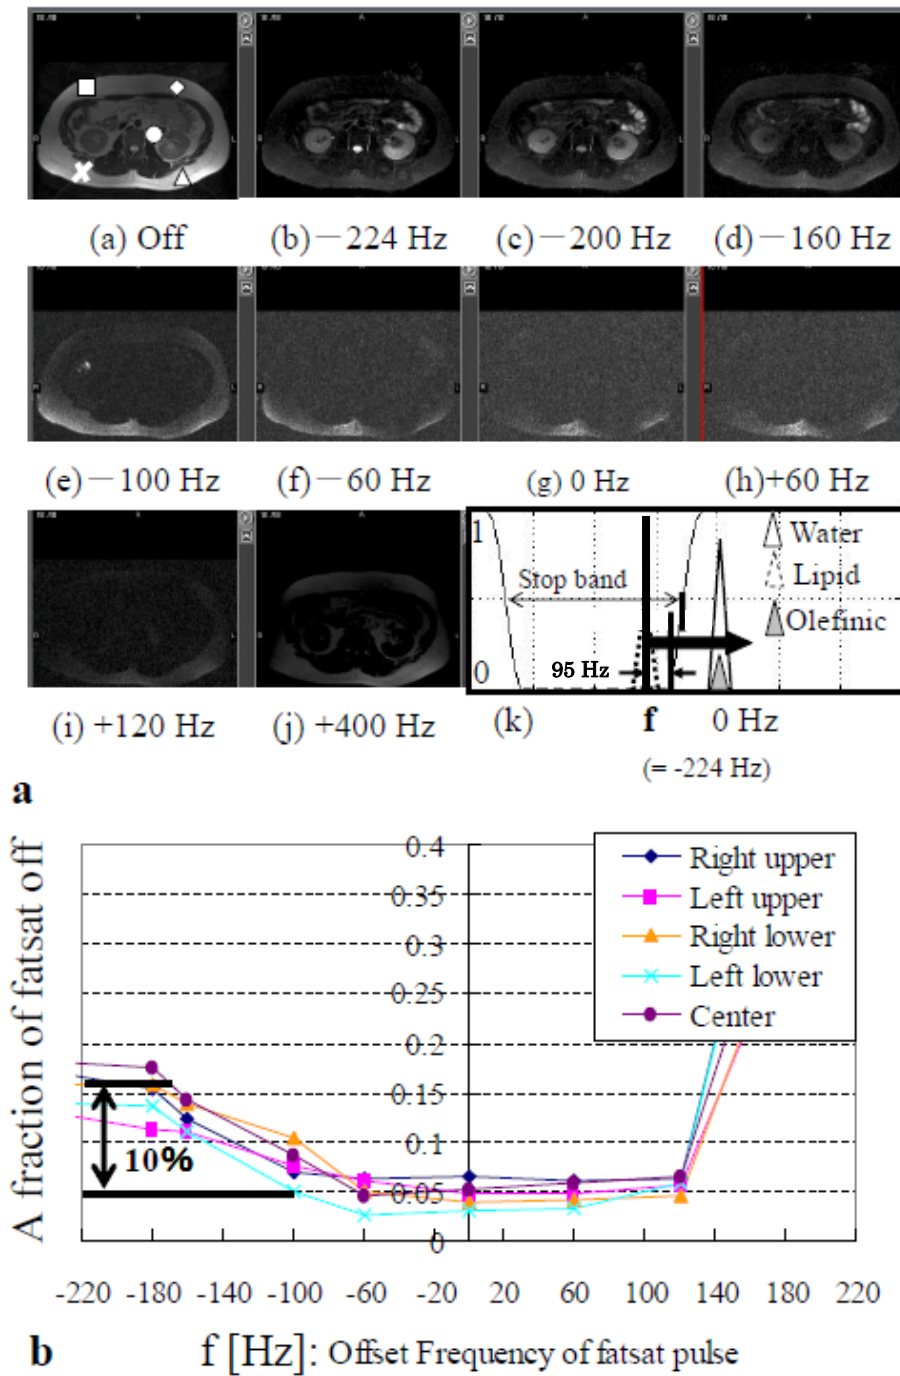 A
A
A
A
R
L
R
L
R
L
R
L
(a) Off
(b)－224 Hz
(c)－200 Hz
(d)－160 Hz
(e)－100 Hz
(f)－60 Hz
(g) 0 Hz
(h)+60 Hz
1
Water
Stop band
Lipid
Olefinic
95 Hz
0
(i) +120 Hz
(j) +400 Hz
(k)
f
0 Hz
(= -224 Hz)
a
A fraction of fatsat off
0.4
0.35
0.3
0.25
0.2
0.15
0.1
0.05
0
Right upper
Left upper
Right lower
Left lower
Center
10%
-220 -180 -140 -100 -60 -20 20 60 100 140 180 220
b
f [Hz]: Offset Frequency of fatsat pulse